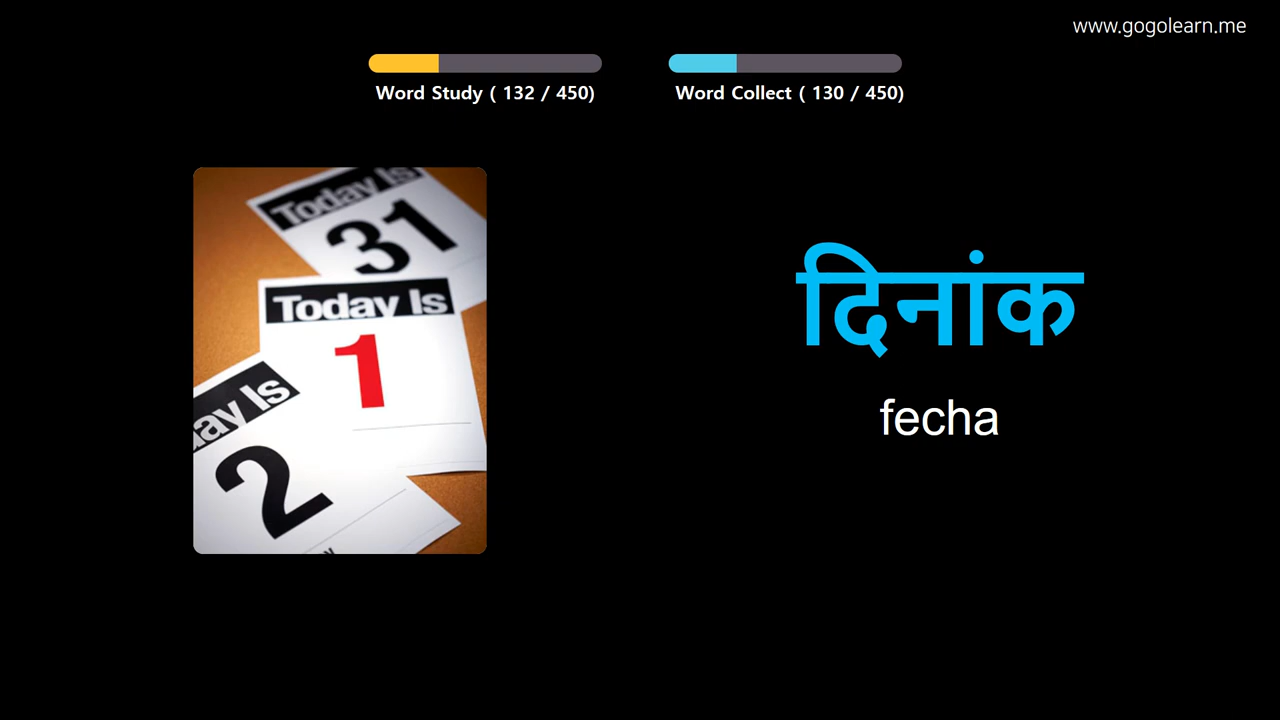 www.gogolearn.me
Word Study ( 132 / 450)
Word Collect ( 130 / 450)
Today Is
31
Today Is
1
ay Is
2
दिनांक
fecha